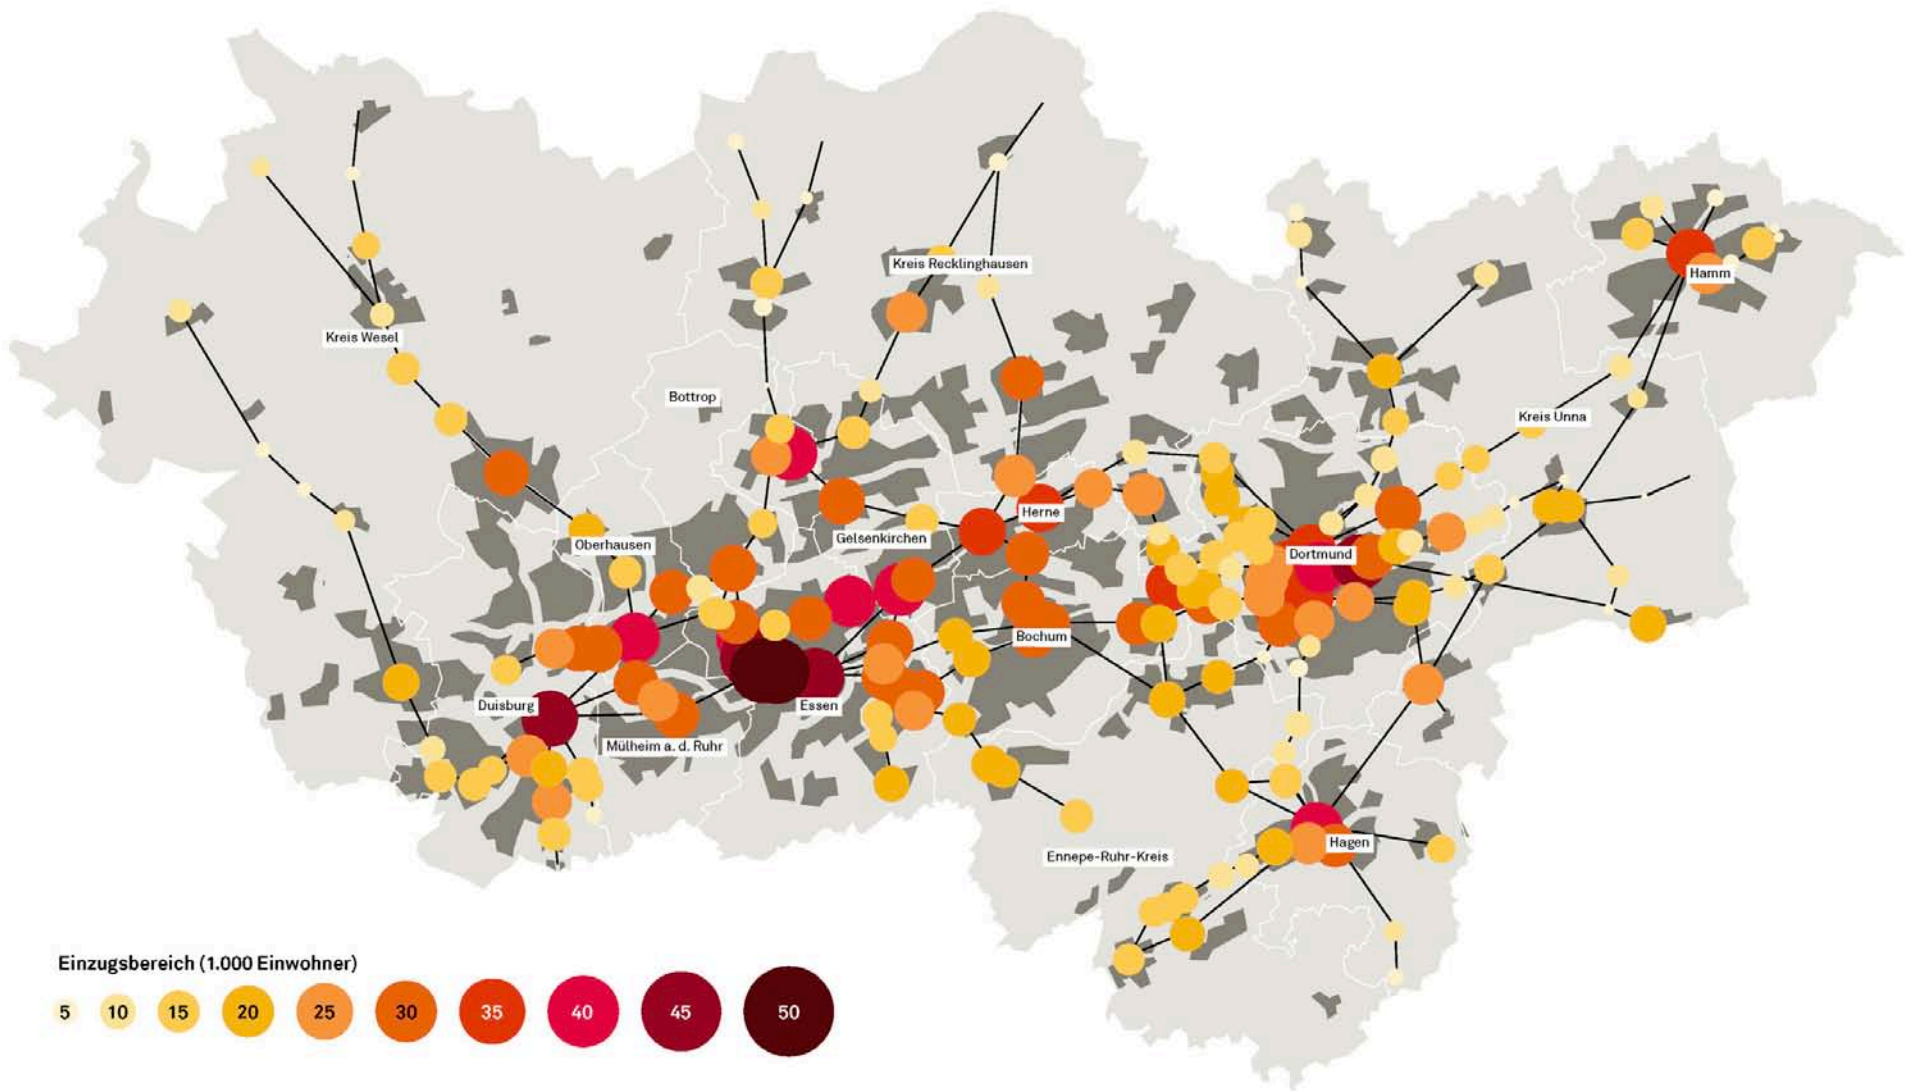 Kreis Recklinghausen
Hamm
Kreis Wesel
Bottrop
Kreis Unna
Herne
Gelsenkirchen
Oberhausen
Dortmund
Bochum
Duisburg
Essen
Mülheim a. d. Ruhr
Hagen
Ennepe-Ruhr-Kreis
Einzugsbereich (1.000 Einwohner)
5 10 15 20 25 30 35 40 45 50